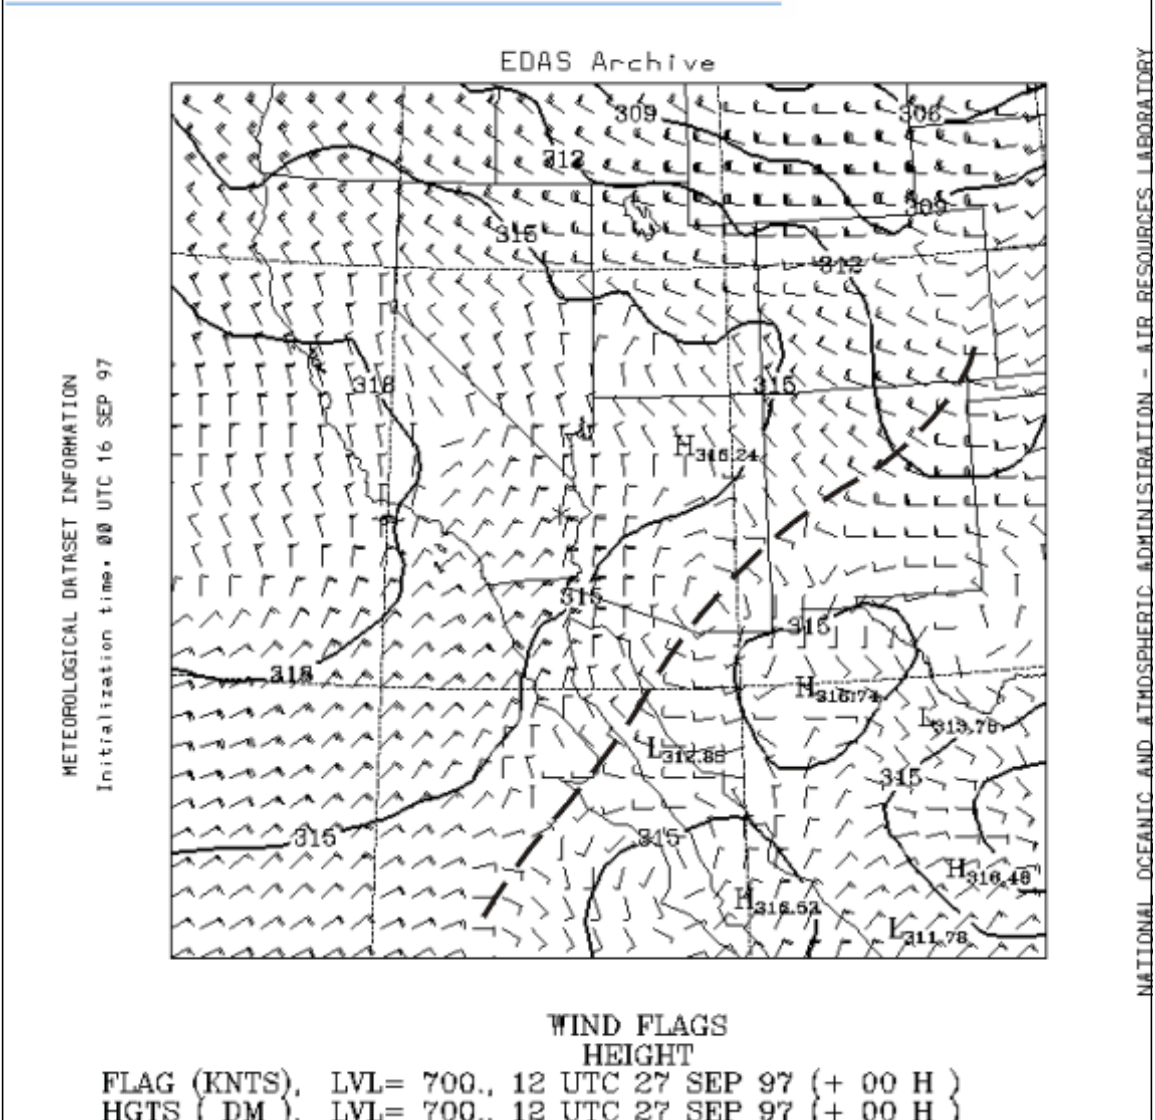 EDAS Archive
METEOROLOGICAL DATASET INFORMATION
Initialization time: 00 UTC 16 SEP 97
NATIONAL OCEANIC AND ATMOSPHERIC ADMINISTRATION - AIR RESOURCES LABORATORY
309
306
312
315
309
312
318
315
H316.24
315
315
318
H316.74
L313.78
L312.85
315
315
315
H316.48
H316.52
L311.78
WIND FLAGS
HEIGHT
FLAG (KNTS), LVL= 700., 12 UTC 27 SEP 97 (+ 00 H )
HGTS ( DM ), LVL= 700., 12 UTC 27 SEP 97 (+ 00 H )